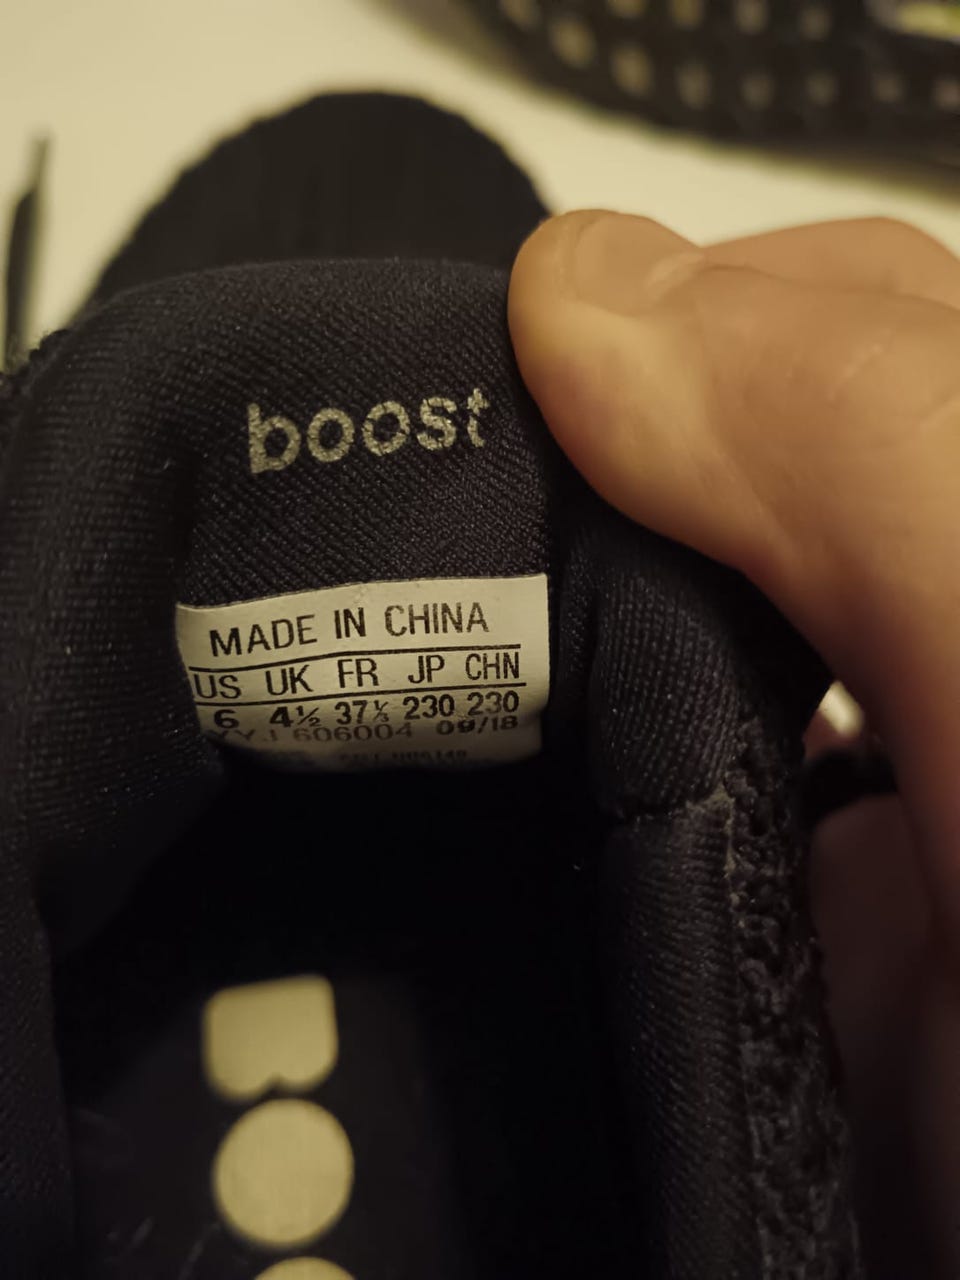 boost
MADE IN CHINA
US UK FR JP CHN
6 4½ 37⅓ 230 230
606004 09/18